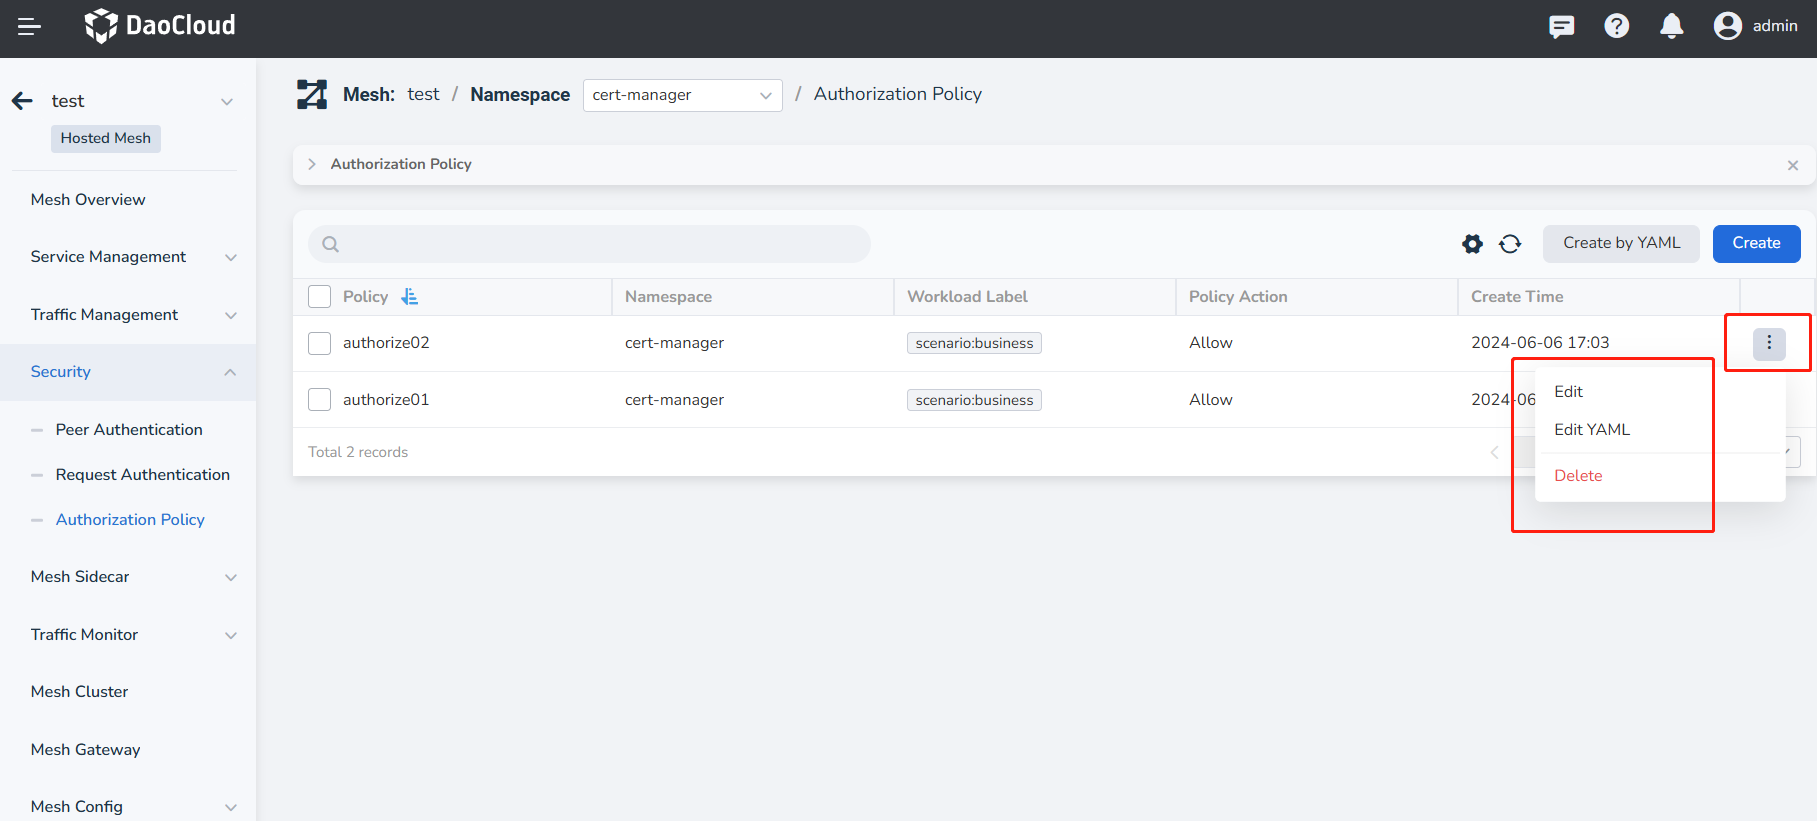 DaoCloud
admin
test
Hosted Mesh
Mesh: test / Namespace cert-manager / Authorization Policy
Authorization Policy
Mesh Overview
Service Management
Traffic Management
Security
Peer Authentication
Request Authentication
Authorization Policy
Mesh Sidecar
Traffic Monitor
Mesh Cluster
Mesh Gateway
Mesh Config
Create by YAML
Create
Policy Namespace Workload Label Policy Action Create Time
authorize02 cert-manager scenario:business Allow 2024-06-06 17:03
authorize01 cert-manager scenario:business Allow 2024-06
Total 2 records
Edit
Edit YAML
Delete